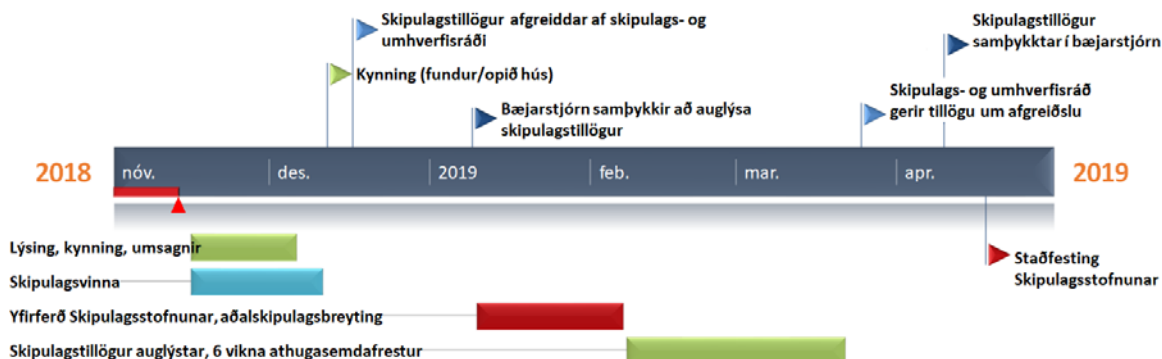 Skipulagstillögur afgreiddar af skipulags- og
umhverfisráði
Kynning (fundur/opið hús)
Bæjarstjórn samþykkir að auglýsa
skipulagstillögur
Skipulagstillögur
samþykktar í bæjarstjórn
Skipulags- og umhverfisráð
gerir tillögu um afgreiðslu
2018
nóv.
des.
2019
feb.
mar.
apr.
2019
Staðfesting
Skipulagsstofnunar
Lýsing, kynning, umsagnir
Skipulagsvinna
Yfirferð Skipulagsstofnunar, aðalskipulagsbreyting
Skipulagstillögur auglýstar, 6 vikna athugasemdafrestur